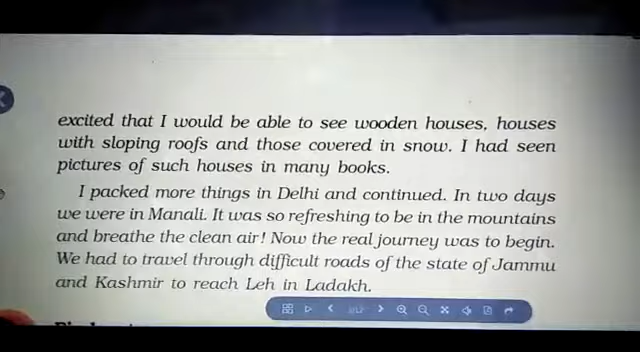 excited that I would be able to see wooden houses, houses
with sloping roofs and those covered in snow. I had seen
pictures of such houses in many books.
I packed more things in Delhi and continued. In two days
we were in Manali. It was so refreshing to be in the mountains
and breathe the clean air! Now the real journey was to begin.
We had to travel through difficult roads of the state of Jammu
and Kashmir to reach Leh in Ladakh.